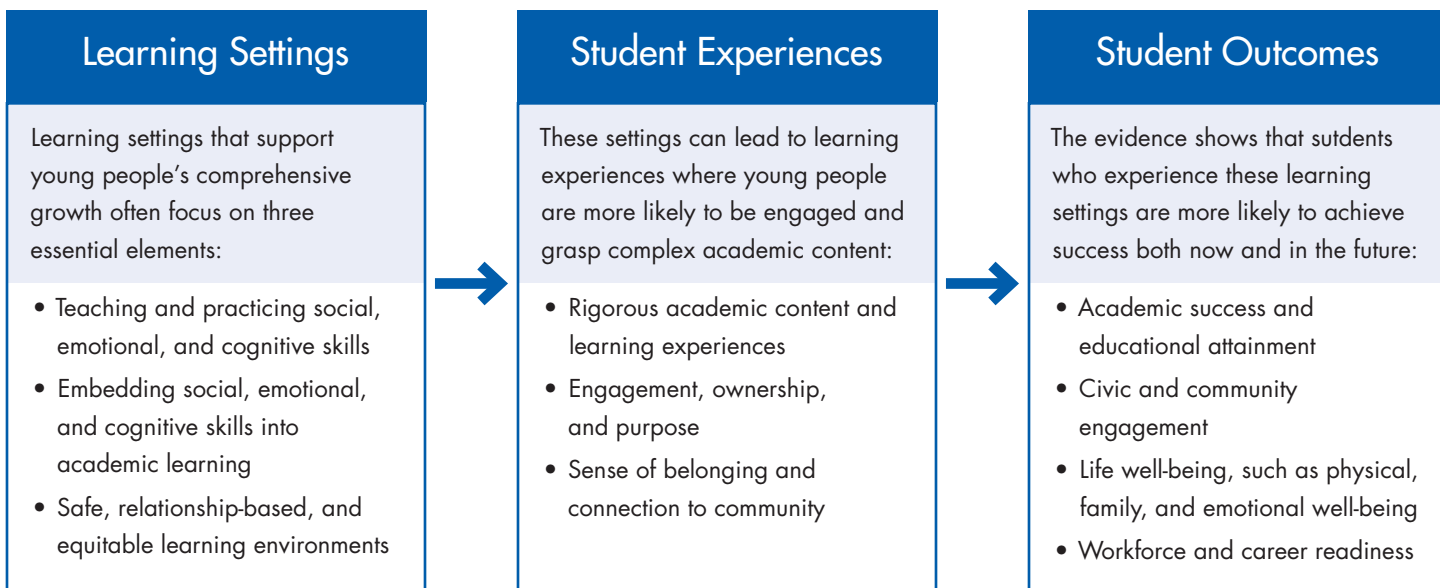 Learning Settings
Learning settings that support
young people’s comprehensive
growth often focus on three
essential elements:
• Teaching and practicing social,
emotional, and cognitive skills
• Embedding social, emotional,
and cognitive skills into
academic learning
• Safe, relationship-based, and
equitable learning environments
Student Experiences
These settings can lead to learning
experiences where young people
are more likely to be engaged and
grasp complex academic content:
• Rigorous academic content and
learning experiences
• Engagement, ownership,
and purpose
• Sense of belonging and
connection to community
Student Outcomes
The evidence shows that sutdents
who experience these learning
settings are more likely to achieve
success both now and in the future:
• Academic success and
educational attainment
• Civic and community
engagement
• Life well-being, such as physical,
family, and emotional well-being
• Workforce and career readiness